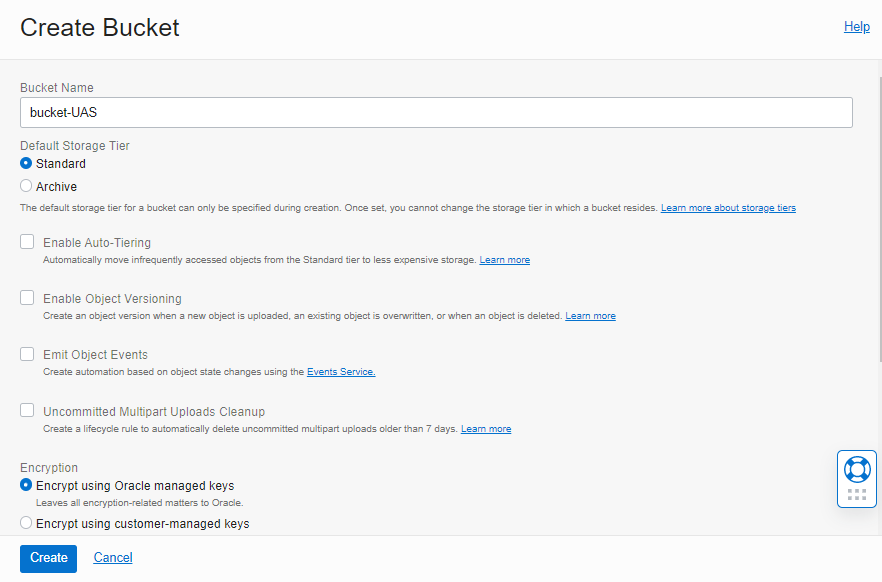 Create Bucket
Help
Bucket Name
bucket-UAS
Default Storage Tier
Standard
Archive
The default storage tier for a bucket can only be specified during creation. Once set, you cannot change the storage tier in which a bucket resides. Learn more about storage tiers
Enable Auto-Tiering
Automatically move infrequently accessed objects from the Standard tier to less expensive storage. Learn more
Enable Object Versioning
Create an object version when a new object is uploaded, an existing object is overwritten, or when an object is deleted. Learn more
Emit Object Events
Create automation based on object state changes using the Events Service.
Uncommitted Multipart Uploads Cleanup
Create a lifecycle rule to automatically delete uncommitted multipart uploads older than 7 days. Learn more
Encryption
Encrypt using Oracle managed keys
Leaves all encryption-related matters to Oracle.
Encrypt using customer-managed keys
Create
Cancel